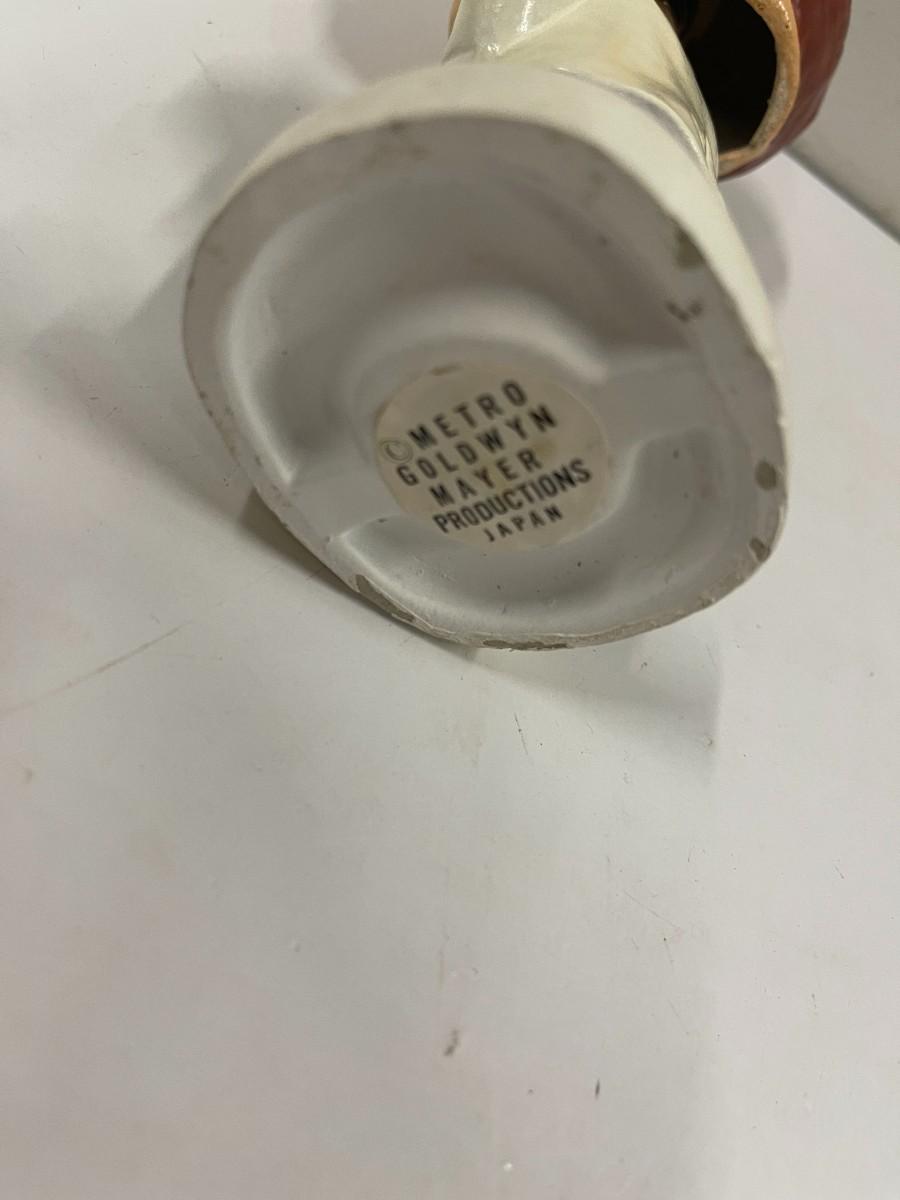 © METRO
GOLDWYN
MAYER
PRODUCTIONS
JAPAN